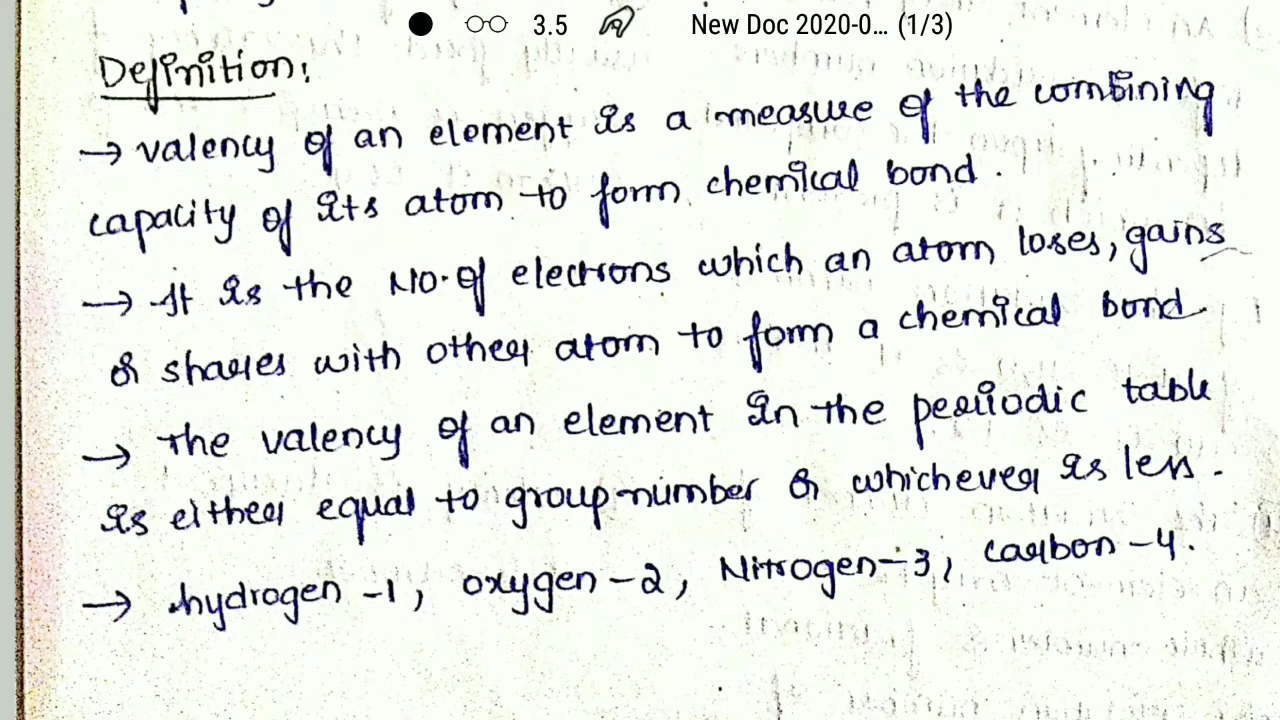 3.5 New Doc 2020-0... (1/3)
Definition:
→ valency of an element is a measure of the combining
capacity of its atom to form chemical bond.
→ It is the No. of electrons which an atom loses, gains
or shares with other atom to form a chemical bond
→ The valency of an element in the periodic table
is either equal to group number or whichever is less.
→ hydrogen -1, oxygen -2, Nitrogen -3, carbon -4.